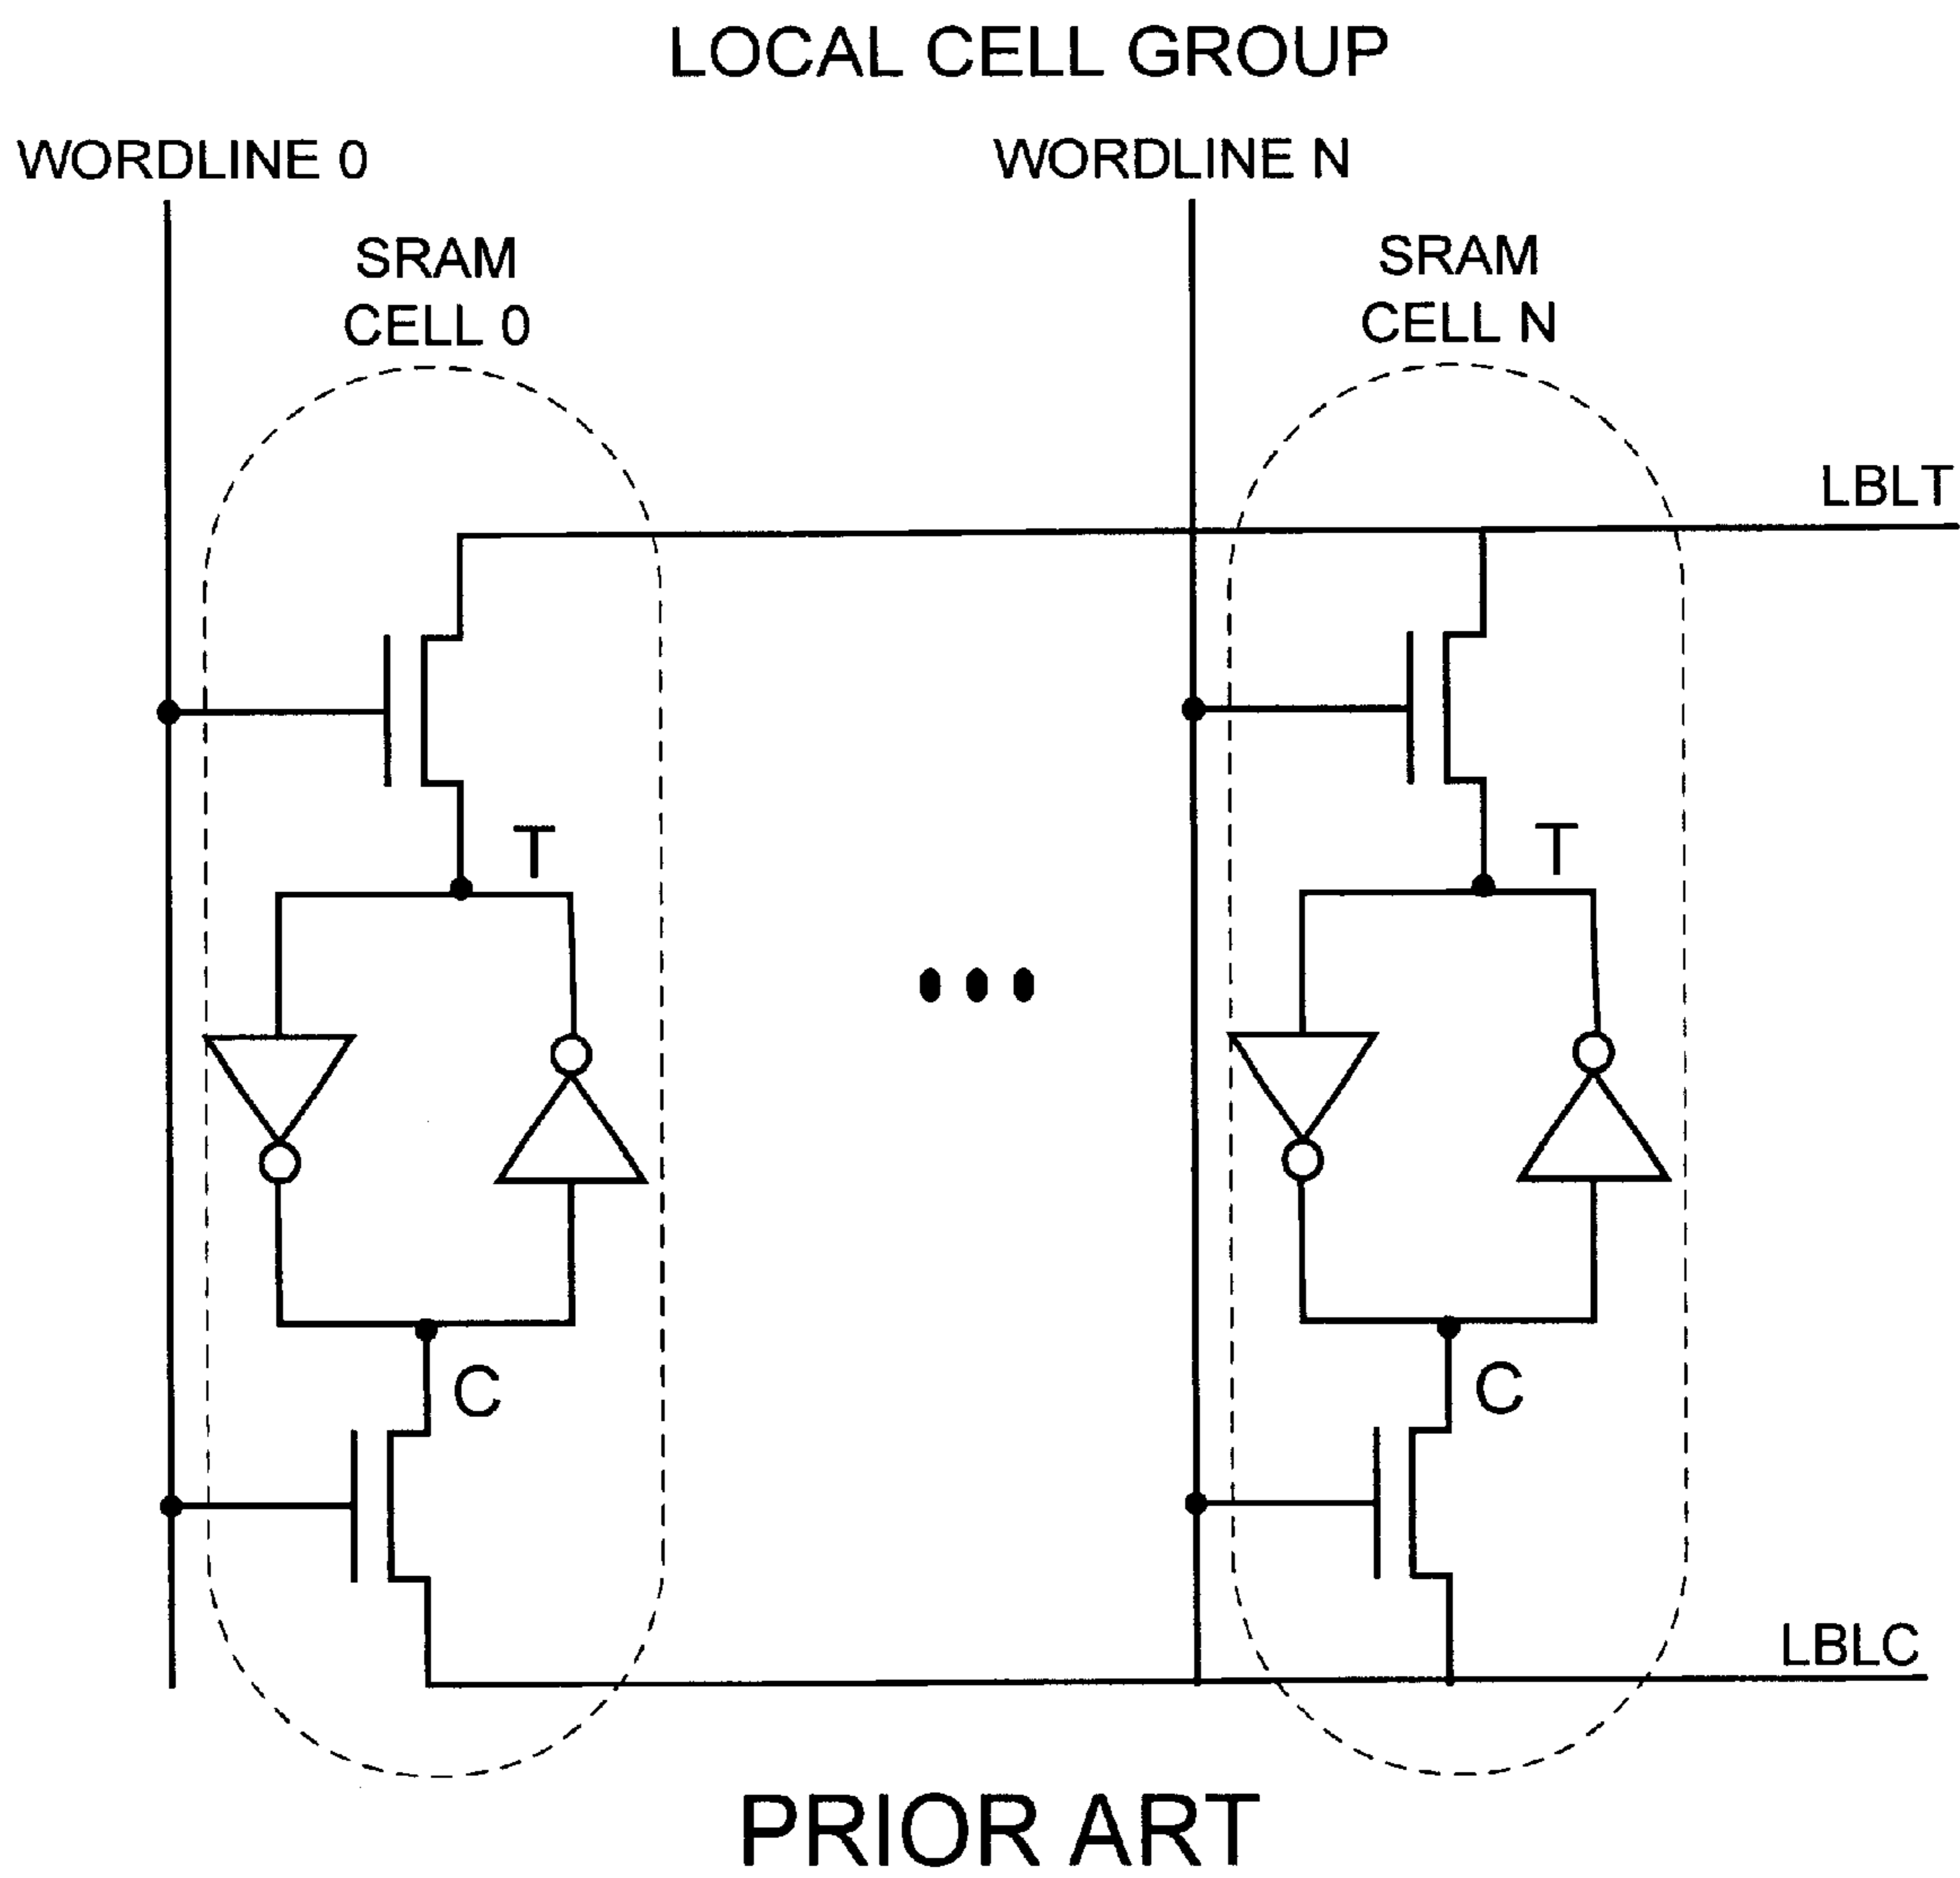 LOCAL CELL GROUP
WORDLINE 0
WORDLINE N
SRAM
CELL 0
SRAM
CELL N
LBLT
T
T
C
C
LBLC
PRIOR ART